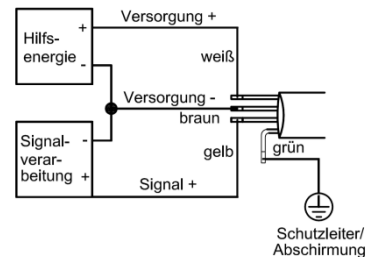 Versorgung +
+
Hilfs-
energie
-
weiß
Versorgung -
braun
Signal-
verar-
beitung
-
+
gelb
grün
Signal +
Schutzleiter/
Abschirmung